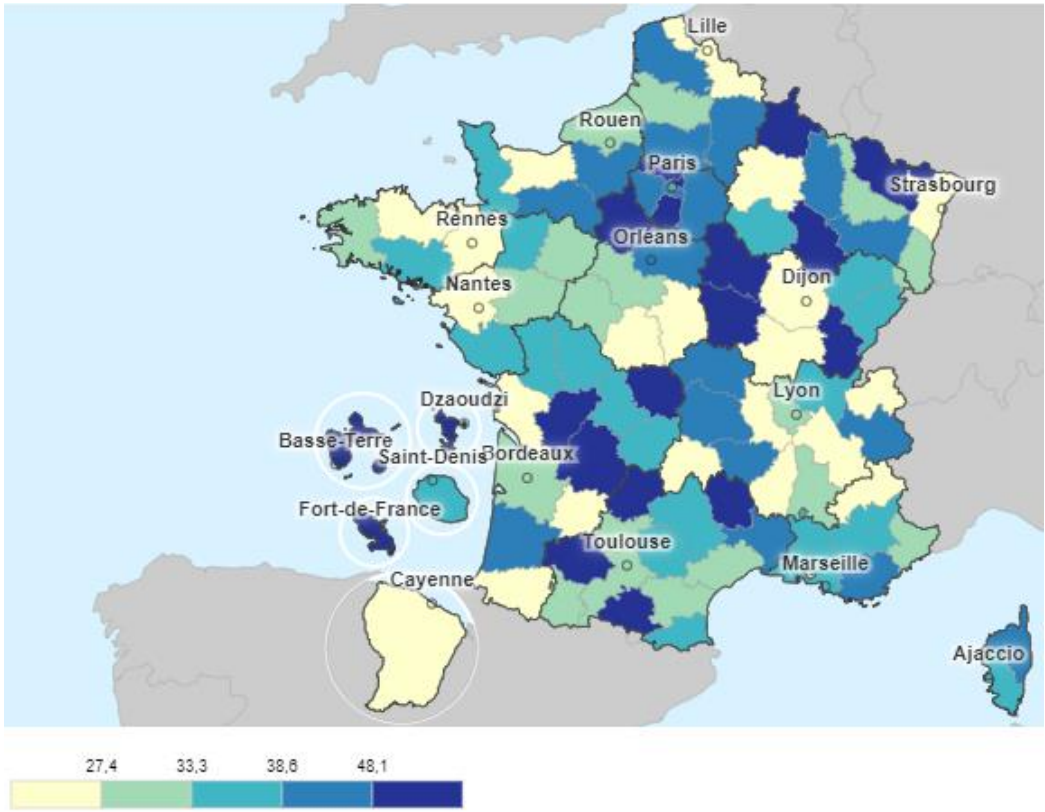 Lille
Rouen
Paris
Strasbourg
Rennes
Orléans
Nantes
Dijon
Dzaoudzi
Lyon
Basse-Terre
Saint-Denis
Bordeaux
Fort-de-France
Toulouse
Marseille
Cayenne
Ajaccio
27,4 33,3 38,6 48,1